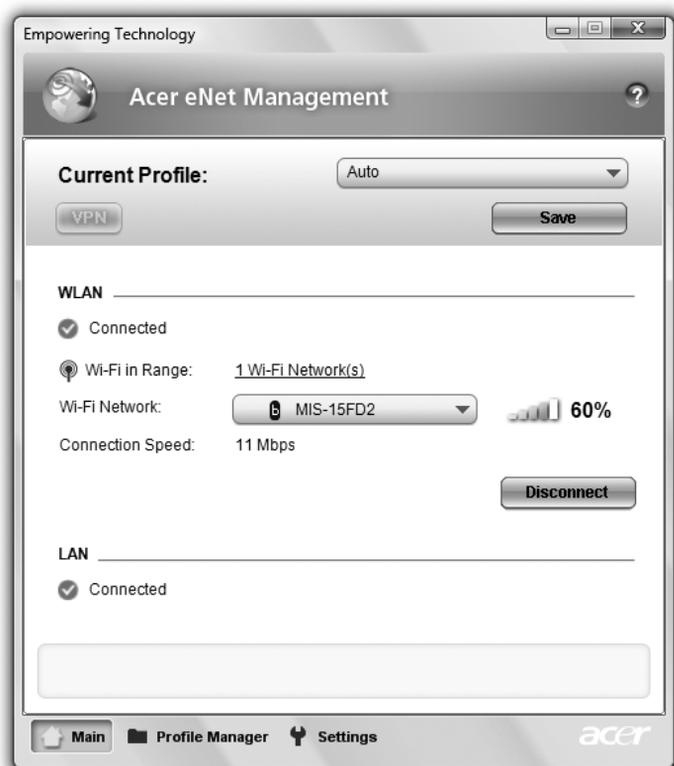 Empowering Technology
Acer eNet Management
?
Current Profile: Auto
VPN Save
WLAN
Connected
Wi-Fi in Range: 1 Wi-Fi Network(s)
Wi-Fi Network: b MIS-15FD2 60%
Connection Speed: 11 Mbps
Disconnect
LAN
Connected
Main Profile Manager Settings acer